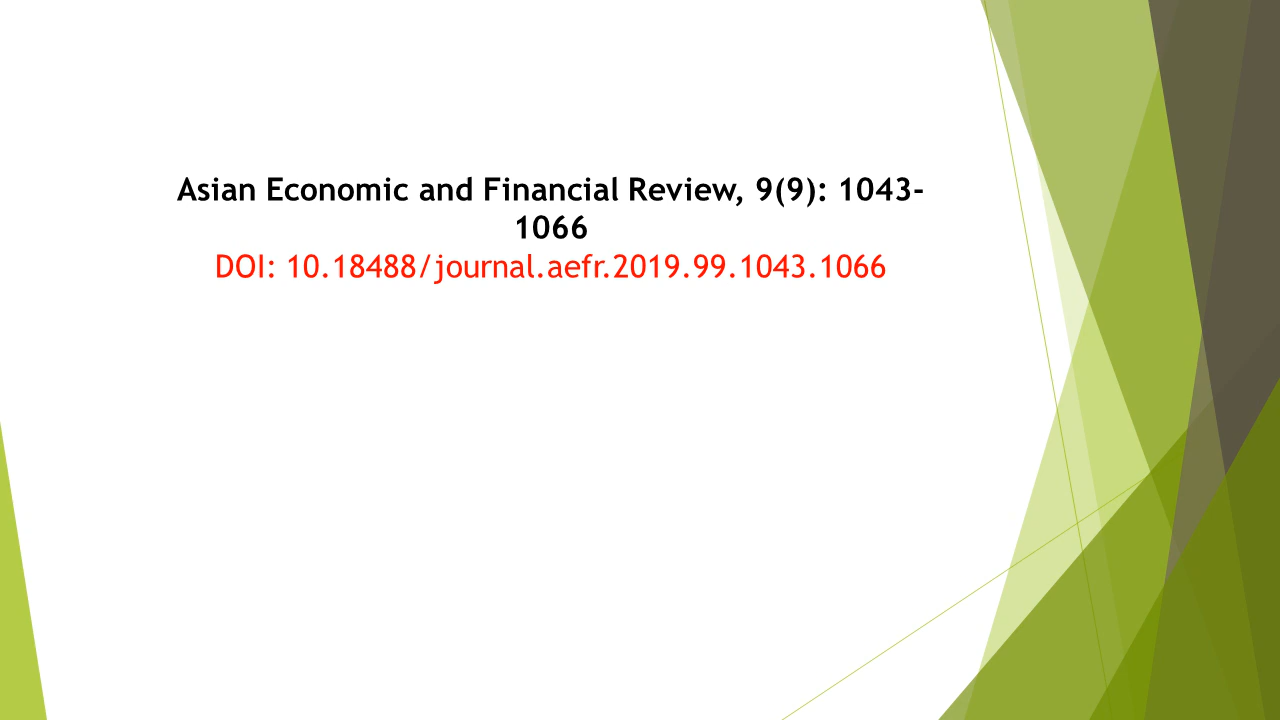 Asian Economic and Financial Review, 9(9): 1043-
1066
DOI: 10.18488/journal.aefr.2019.99.1043.1066